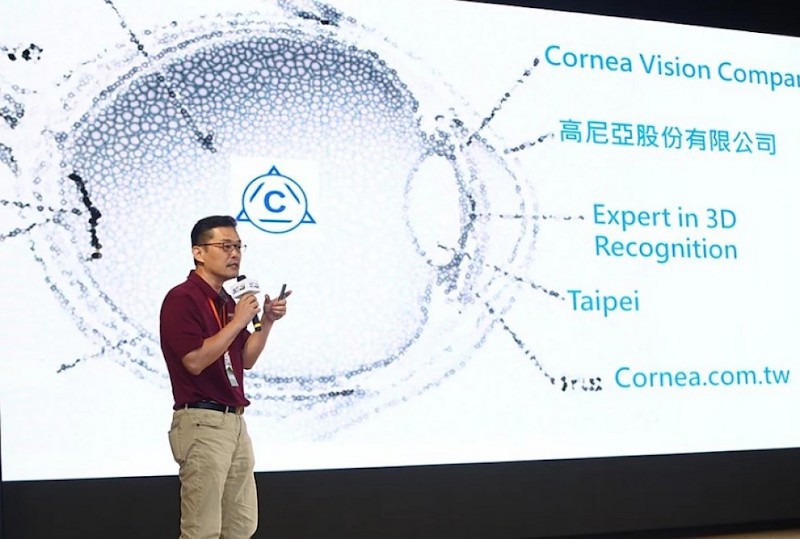 Cornea Vision Compan
高尼亞股份有限公司
C
Expert in 3D
Recognition
Taipei
Cornea.com.tw